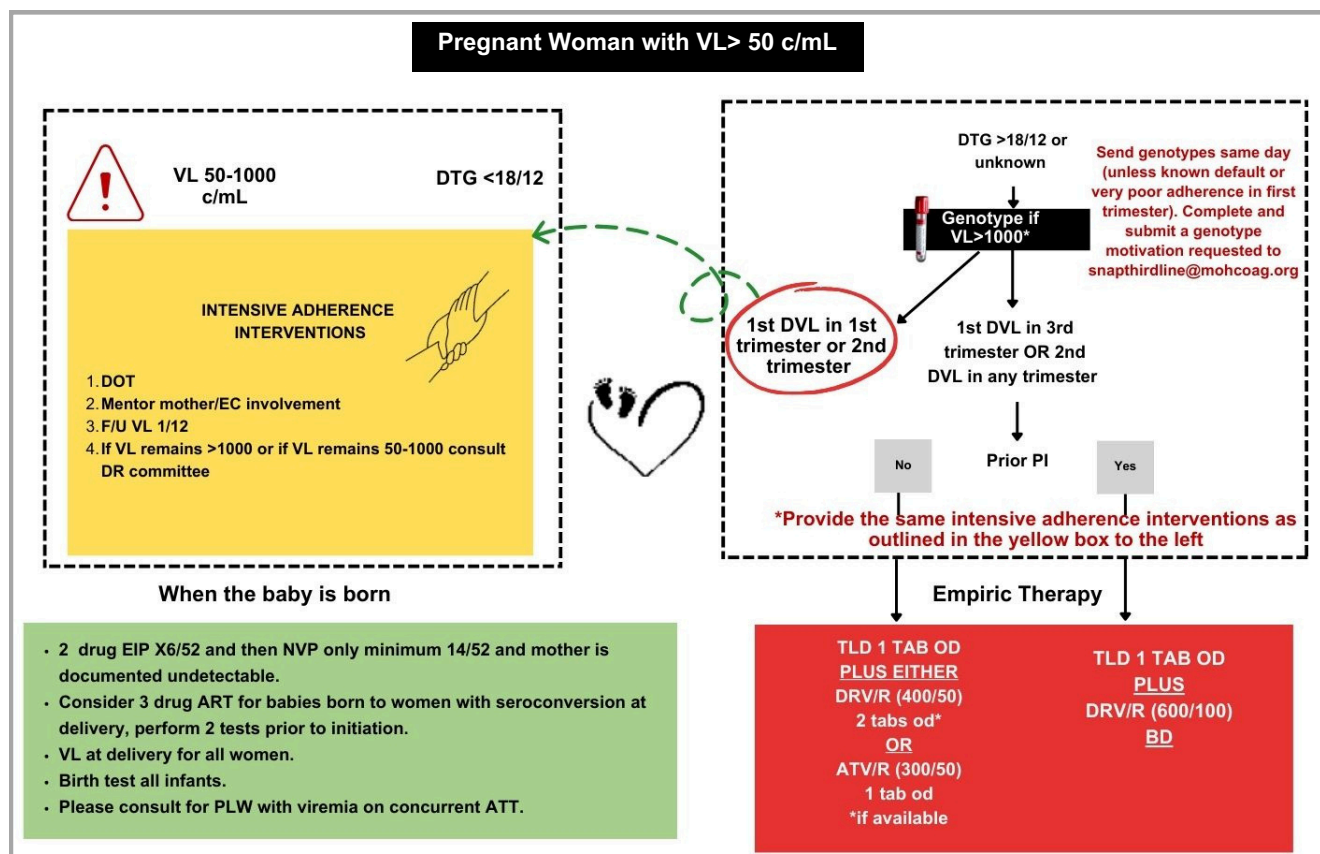 Pregnant Woman with VL> 50 c/mL
VL 50-1000
c/mL
DTG <18/12
INTENSIVE ADHERENCE
INTERVENTIONS
1. DOT
2. Mentor mother/EC involvement
3. F/U VL 1/12
4. If VL remains >1000 or if VL remains 50-1000 consult
DR committee
DTG >18/12 or
unknown
Send genotypes same day
(unless known default or
very poor adherence in first
trimester). Complete and
submit a genotype
motivation requested to
snapthirdline@mohcoag.org
Genotype if
VL>1000*
1st DVL in 1st
trimester or 2nd
trimester
1st DVL in 3rd
trimester OR 2nd
DVL in any trimester
No
Prior PI
Yes
*Provide the same intensive adherence interventions as
outlined in the yellow box to the left
When the baby is born
• 2 drug EIP X6/52 and then NVP only minimum 14/52 and mother is
documented undetectable.
• Consider 3 drug ART for babies born to women with seroconversion at
delivery, perform 2 tests prior to initiation.
• VL at delivery for all women.
• Birth test all infants.
• Please consult for PLW with viremia on concurrent ATT.
Empiric Therapy
TLD 1 TAB OD
PLUS EITHER
DRV/R (400/50)
2 tabs od*
OR
ATV/R (300/50)
1 tab od
*if available
TLD 1 TAB OD
PLUS
DRV/R (600/100)
BD